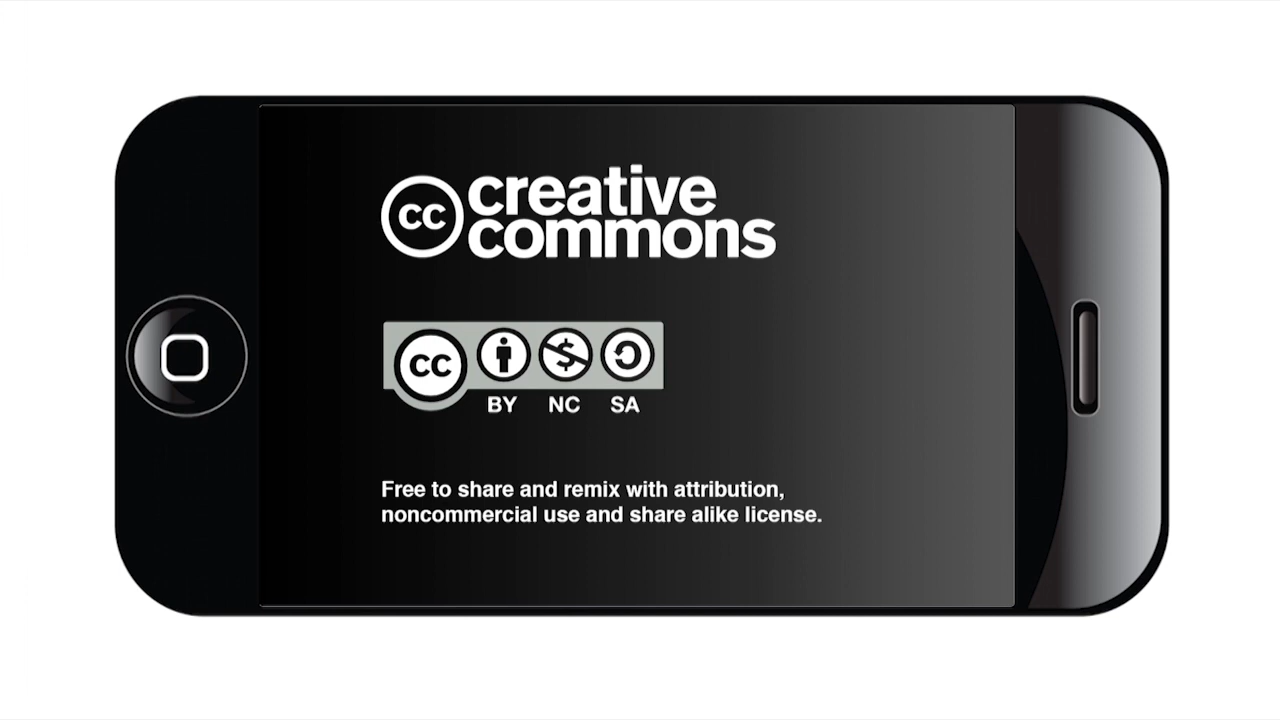 cc creative
commons
cc
BY NC SA
Free to share and remix with attribution,
noncommercial use and share alike license.